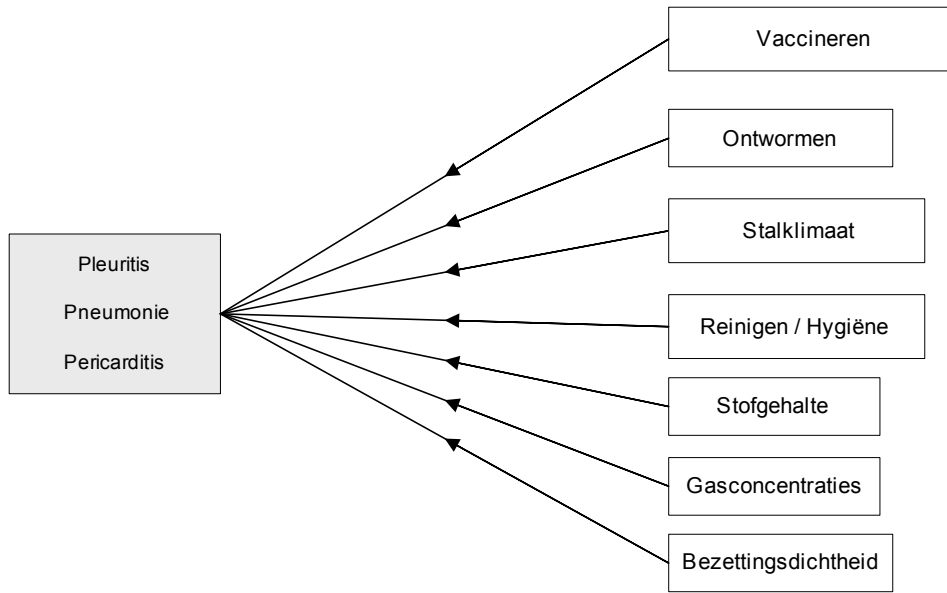 Pleuritis
Pneumonie
Pericarditis
Vaccineren
Ontwormen
Stalklimaat
Reinigen / Hygiëne
Stofgehalte
Gasconcentraties
Bezettingsdichtheid